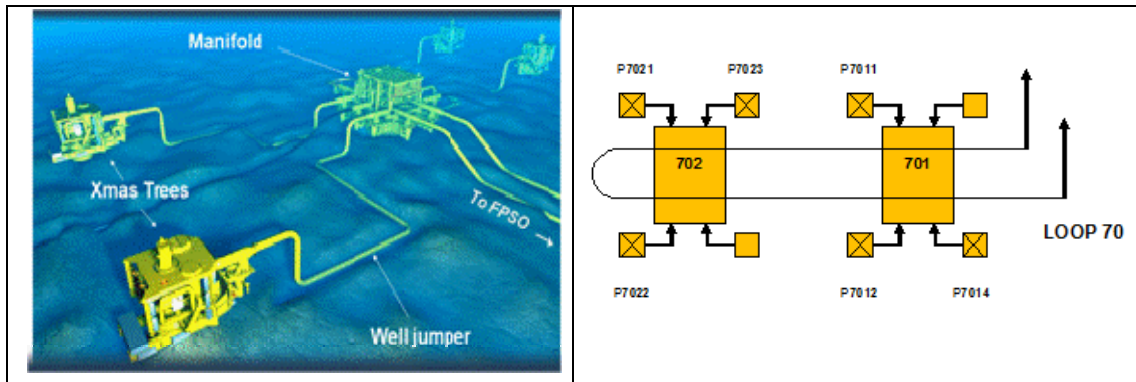 Manifold
Xmas Trees
To FPSO
Well jumper
P7021
P7023
P7011
702
701
LOOP 70
P7022
P7012
P7014